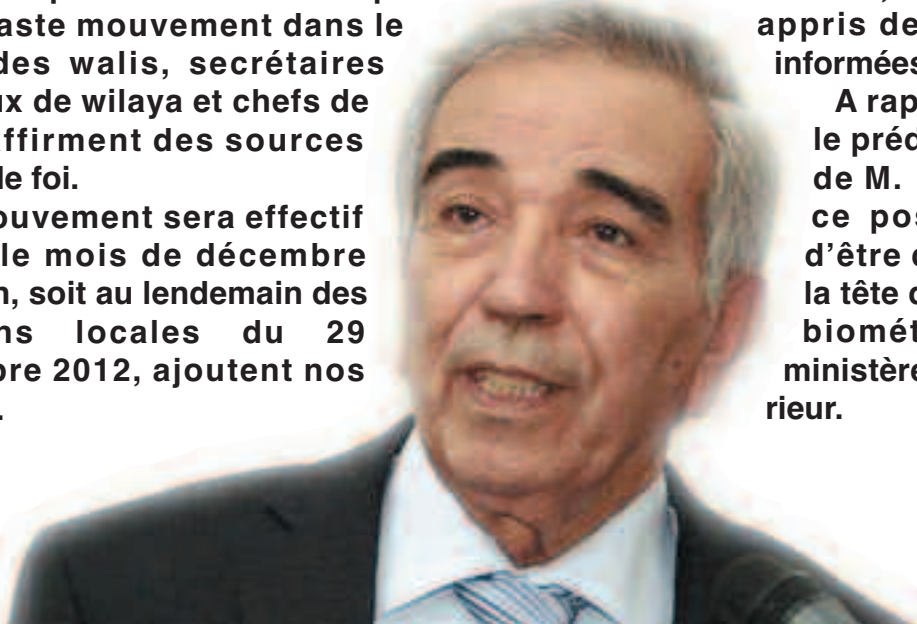 aste mouvement dans le
des walis, secrétaires
ux de wilaya et chefs de
ffirment des sources
de foi.
ouvement sera effectif
le mois de décembre
n, soit au lendemain des
ns locales du 29
bre 2012, ajoutent nos
.
appris de
informées
A rap
le préd
de M.
ce pos
d'être
la tête
biomét
ministère
rieur.